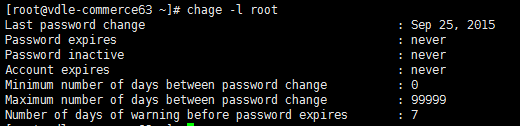 [root@vdle-commerce63 ~]# chage -l root
Last password change : Sep 25, 2015
Password expires : never
Password inactive : never
Account expires : never
Minimum number of days between password change : 0
Maximum number of days between password change : 99999
Number of days of warning before password expires : 7